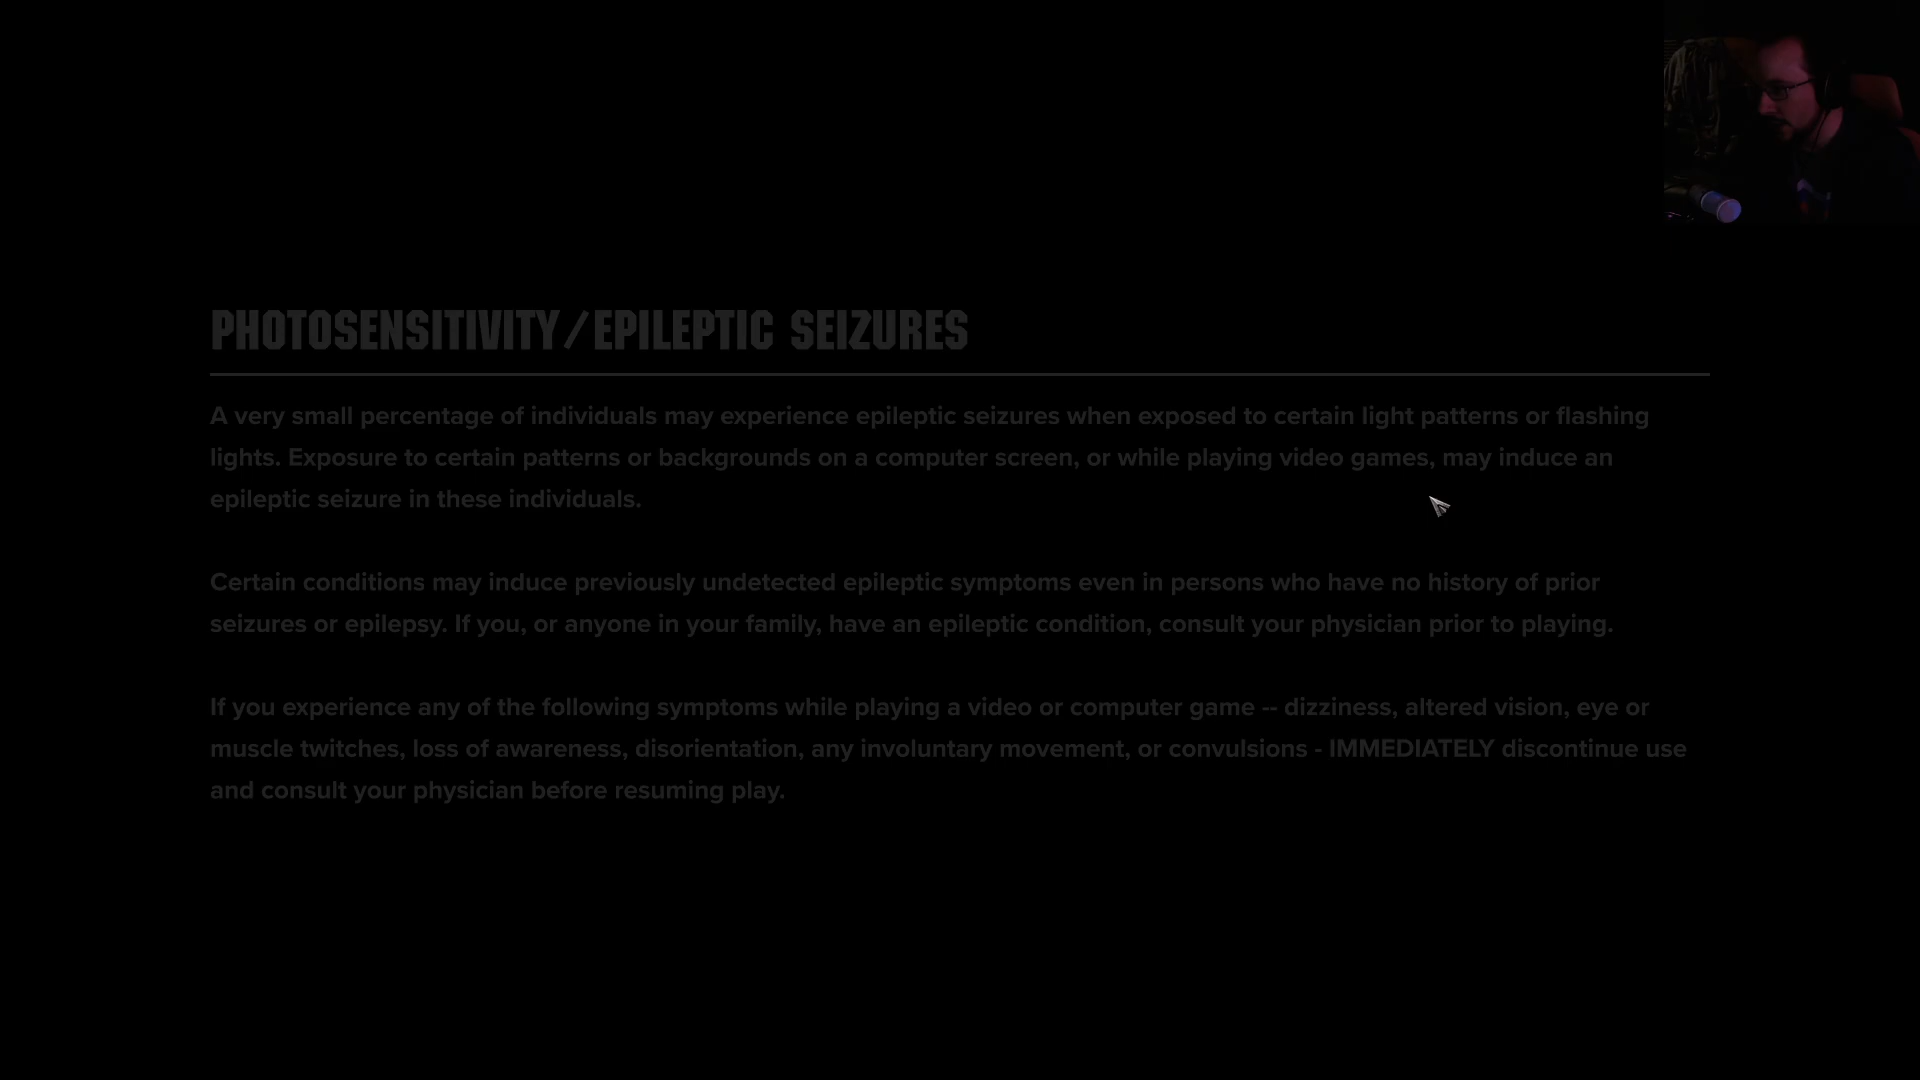 PHOTOSENSITIVITY/EPILEPTIC SEIZURES
A very small percentage of individuals may experience epileptic seizures when exposed to certain light patterns or flashing
lights. Exposure to certain patterns or backgrounds on a computer screen, or while playing video games, may induce an
epileptic seizure in these individuals.
Certain conditions may induce previously undetected epileptic symptoms even in persons who have no history of prior
seizures or epilepsy. If you, or anyone in your family, have an epileptic condition, consult your physician prior to playing.
If you experience any of the following symptoms while playing a video or computer game -- dizziness, altered vision, eye or
muscle twitches, loss of awareness, disorientation, any involuntary movement, or convulsions - IMMEDIATELY discontinue use
and consult your physician before resuming play.